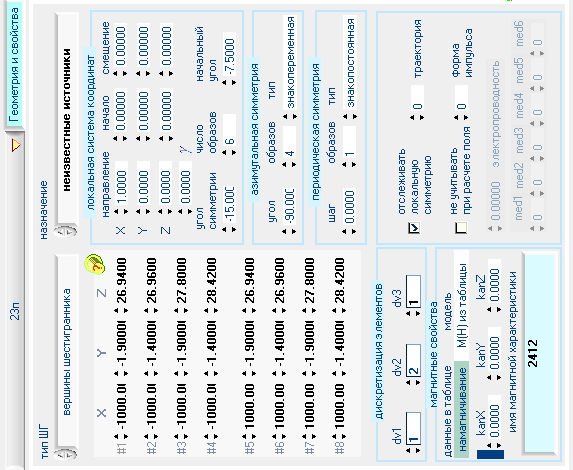 23п
Геометрия и свойства
тип ШГ
вершины шестигранника
X Y Z
#1 -1000.0( -1.9000( 26.9400
#2 -1000.0( -1.4000( 26.9600
#3 -1000.0( -1.9000( 27.8000
#4 -1000.0( -1.4000( 28.4200
#5 1000.00 -1.9000( 26.9400
#6 1000.00 -1.4000( 26.9600
#7 1000.00 -1.9000( 27.8000
#8 1000.00 -1.4000( 28.4200
дискретизация элементов
dv1 dv2 dv3
1 2 1
магнитные свойства
данные в таблице модель
намагничивание M(H) из таблицы
kanX kanY kanZ
0.0000 0.0000 0.0000
имя магнитной характеристики
2412
назначение
неизвестные источники
локальная система координат
направление начало смещение
X 1.0000 0.00000 0.00000
Y 0.0000 0.00000 0.00000
Z 0.0000 0.00000 0.00000
0.0000 γ
угол симметрии число образов начальный угол
-15.000 6 -7.5000
азимутальная симметрия
угол образов тип
-90.000 4 знакопеременная
периодическая симметрия
шаг образов тип
0.0000 1 знакопостоянная
отслеживать локальную симметрию 0 траектория
не учитывать при расчете поля 0 форма импульса
0.00000 электропроводность
med1 med2 med3 med4 med5 med6
0 0 0 0 0 0